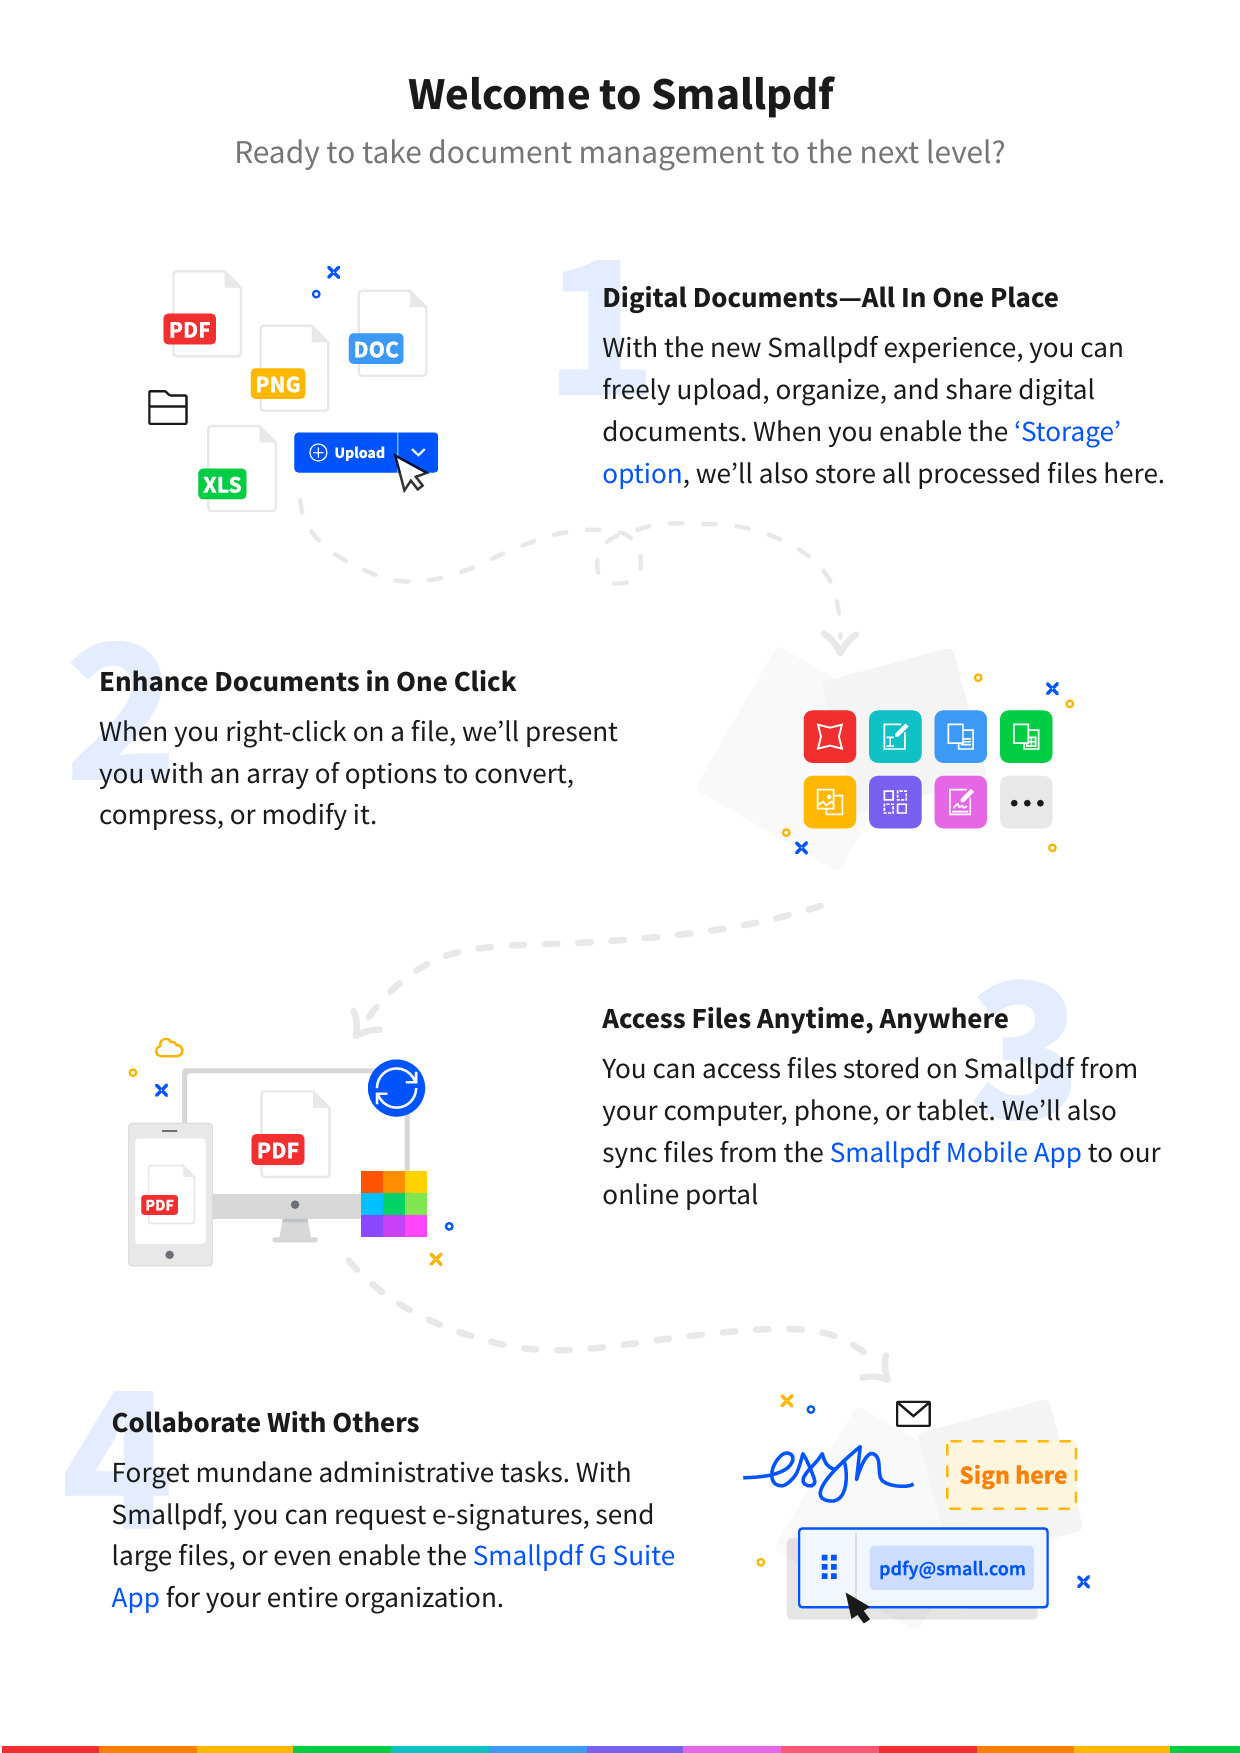 Welcome to Smallpdf
Ready to take document management to the next level?
PDF
DOC
PNG
XLS
Upload
1
Digital Documents—All In One Place
With the new Smallpdf experience, you can
freely upload, organize, and share digital
documents. When you enable the ‘Storage’
option, we’ll also store all processed files here.
2
Enhance Documents in One Click
When you right-click on a file, we’ll present
you with an array of options to convert,
compress, or modify it.
3
Access Files Anytime, Anywhere
You can access files stored on Smallpdf from
your computer, phone, or tablet. We’ll also
sync files from the Smallpdf Mobile App to our
online portal
PDF
PDF
4
Collaborate With Others
Forget mundane administrative tasks. With
Smallpdf, you can request e-signatures, send
large files, or even enable the Smallpdf G Suite
App for your entire organization.
esign
Sign here
pdfy@small.com